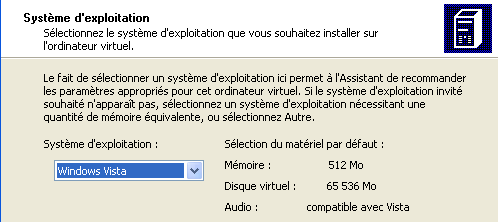 Système d'exploitation
Sélectionnez le système d'exploitation que vous souhaitez installer sur
l'ordinateur virtuel.
Le fait de sélectionner un système d'exploitation ici permet à l'Assistant de recommander
les paramètres appropriés pour cet ordinateur virtuel. Si le système d'exploitation invité
souhaité n'apparaît pas, sélectionnez un système d'exploitation nécessitant une
quantité de mémoire équivalente, ou sélectionnez Autre.
Système d'exploitation :
Sélection du matériel par défaut :
Windows Vista
Mémoire : 512 Mo
Disque virtuel : 65 536 Mo
Audio : compatible avec Vista